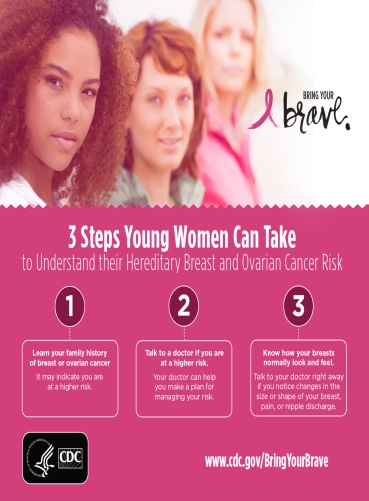 BRING YOUR
brave.
3 Steps Young Women Can Take
to Understand their Hereditary Breast and Ovarian Cancer Risk
1
Learn your family history
of breast or ovarian cancer
It may indicate you are
at a higher risk.
2
Talk to a doctor if you are
at a higher risk.
Your doctor can help
you make a plan for
managing your risk.
3
Know how your breasts
normally look and feel.
Talk to your doctor right away
if you notice changes in the
size or shape of your breast,
pain, or nipple discharge.
CDC
www.cdc.gov/BringYourBrave